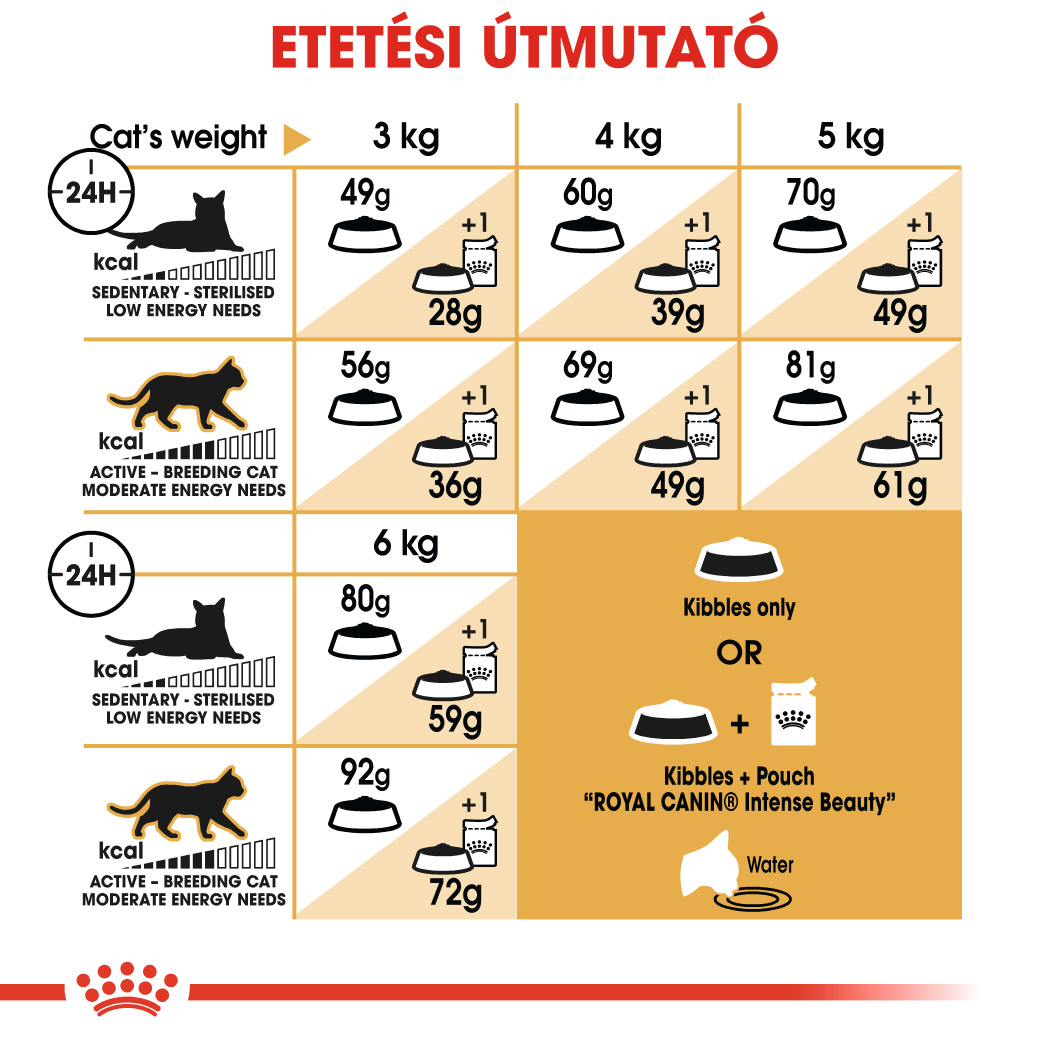 ETETÉSI ÚTMUTATÓ
Cat's weight 3 kg 4 kg 5 kg
24H
49g 60g 70g
+1 +1 +1
kcal
SEDENTARY - STERILISED
LOW ENERGY NEEDS
28g 39g 49g
56g 69g 81g
+1 +1 +1
kcal
ACTIVE – BREEDING CAT
MODERATE ENERGY NEEDS
36g 49g 61g
6 kg
24H
80g
+1
kcal
SEDENTARY - STERILISED
LOW ENERGY NEEDS
59g
92g
+1
kcal
ACTIVE – BREEDING CAT
MODERATE ENERGY NEEDS
72g
Kibbles only
OR
+
Kibbles + Pouch
“ROYAL CANIN® Intense Beauty”
Water